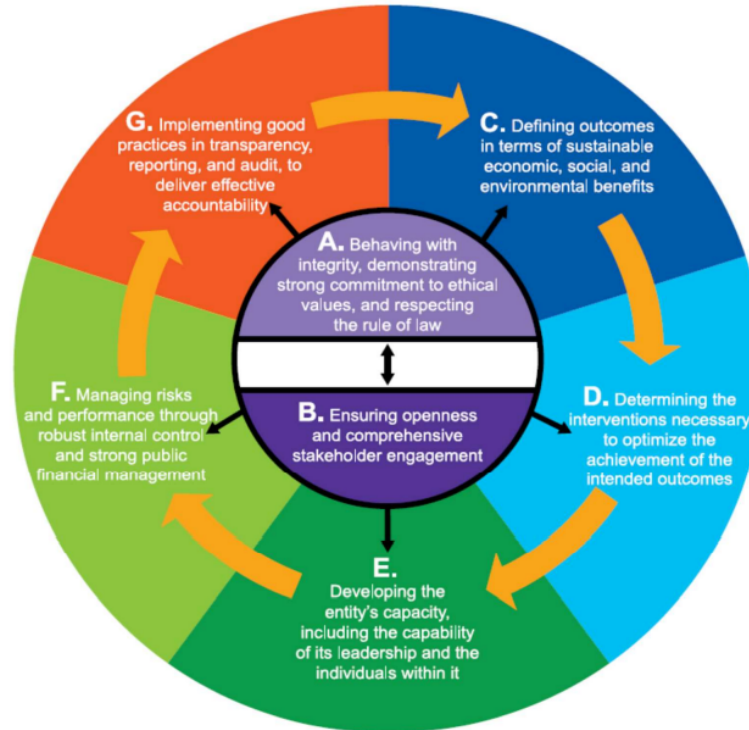 G. Implementing good
practices in transparency,
reporting, and audit, to
deliver effective
accountability
C. Defining outcomes
in terms of sustainable
economic, social, and
environmental benefits
A. Behaving with
integrity, demonstrating
strong commitment to ethical
values, and respecting
the rule of law
B. Ensuring openness
and comprehensive
stakeholder engagement
D. Determining the
interventions necessary
to optimize the
achievement of the
intended outcomes
E.
Developing the
entity's capacity,
including the capability
of its leadership and the
individuals within it
F. Managing risks
and performance through
robust internal control
and strong public
financial management